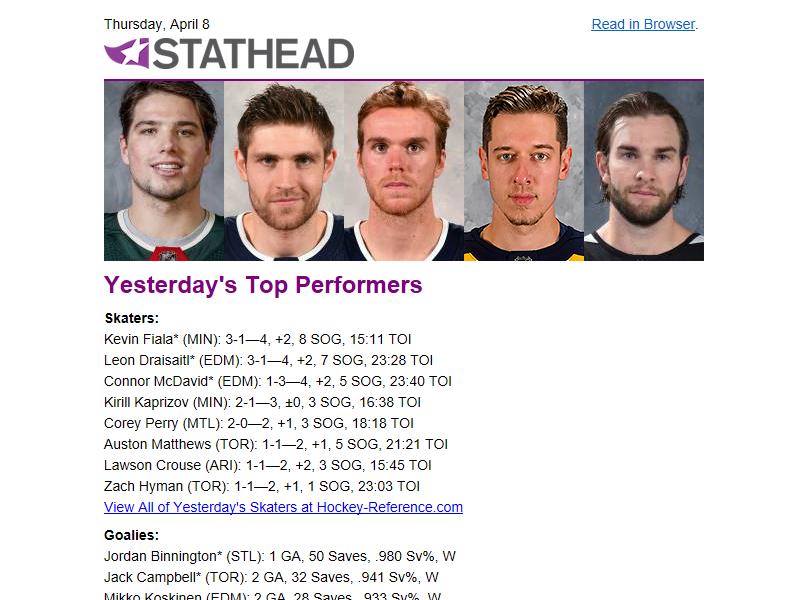 Thursday, April 8
Read in Browser.
STATHEAD
Yesterday's Top Performers
Skaters:
Kevin Fiala* (MIN): 3-1—4, +2, 8 SOG, 15:11 TOI
Leon Draisaitl* (EDM): 3-1—4, +2, 7 SOG, 23:28 TOI
Connor McDavid* (EDM): 1-3—4, +2, 5 SOG, 23:40 TOI
Kirill Kaprizov (MIN): 2-1—3, ±0, 3 SOG, 16:38 TOI
Corey Perry (MTL): 2-0—2, +1, 3 SOG, 18:18 TOI
Auston Matthews (TOR): 1-1—2, +1, 5 SOG, 21:21 TOI
Lawson Crouse (ARI): 1-1—2, +2, 3 SOG, 15:45 TOI
Zach Hyman (TOR): 1-1—2, +1, 1 SOG, 23:03 TOI
View All of Yesterday's Skaters at Hockey-Reference.com
Goalies:
Jordan Binnington* (STL): 1 GA, 50 Saves, .980 Sv%, W
Jack Campbell* (TOR): 2 GA, 32 Saves, .941 Sv%, W
Mikko Koskinen (EDM): 2 GA, 28 Saves, .933 Sv%, W